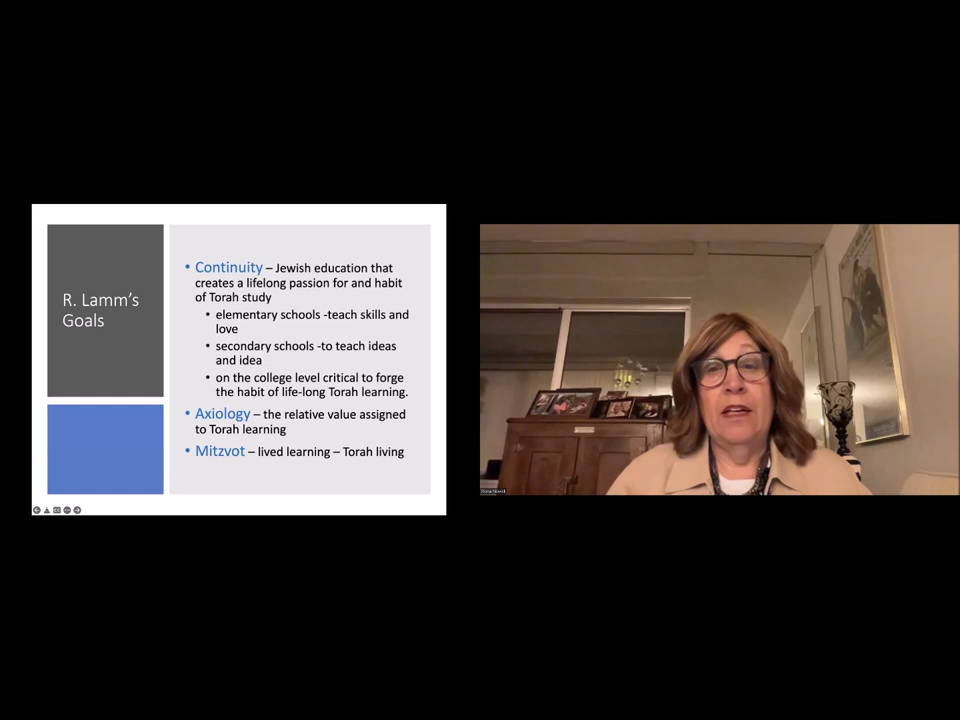 R. Lamm's
Goals
• Continuity – Jewish education that
creates a lifelong passion for and habit
of Torah study
• elementary schools -teach skills and
love
• secondary schools -to teach ideas
and idea
• on the college level critical to forge
the habit of life-long Torah learning.
• Axiology – the relative value assigned
to Torah learning
• Mitzvot – lived learning – Torah living